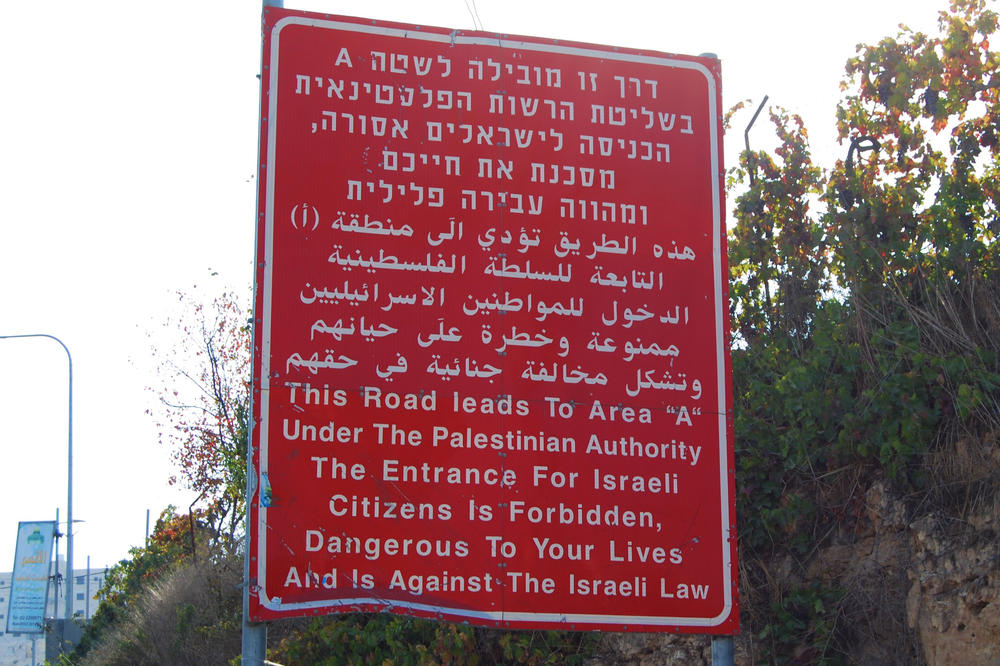 דרך זו מובילה לשטח A
בשליטת הרשות הפלסטינאית
הכניסה לישראלים אסורה,
מסכנת את חייכם
ומהווה עבירה פלילית
هذه الطريق تؤدي الى منطقة (أ)
التابعة للسلطة الفلسطينية
الدخول للمواطنين الاسرائيليين
ممنوعة وخطرة على حياتهم
وتشكل مخالفة جنائية في حقهم
This Road leads To Area "A"
Under The Palestinian Authority
The Entrance For Israeli
Citizens Is Forbidden,
Dangerous To Your Lives
And Is Against The Israeli Law